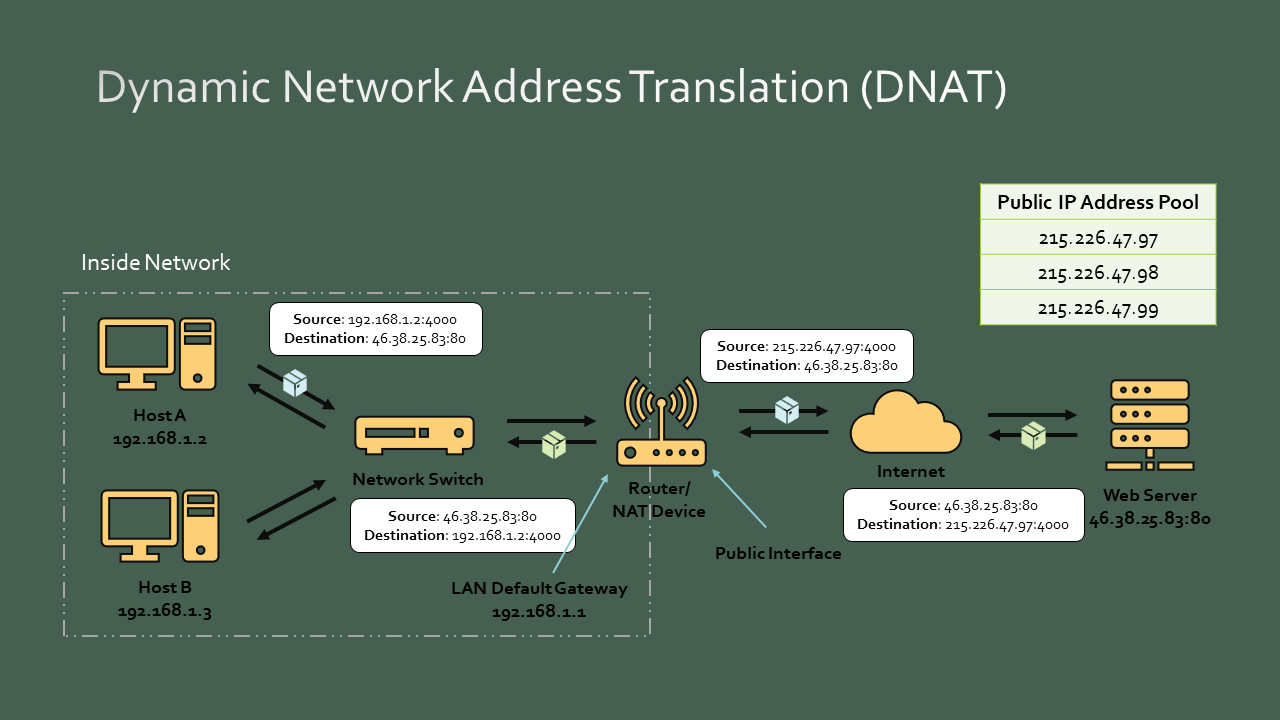 Dynamic Network Address Translation (DNAT)
Public IP Address Pool
215.226.47.97
215.226.47.98
215.226.47.99
Inside Network
Source: 192.168.1.2:4000
Destination: 46.38.25.83:80
Source: 215.226.47.97:4000
Destination: 46.38.25.83:80
Host A
192.168.1.2
Network Switch
Router/
NAT Device
Internet
Web Server
46.38.25.83:80
Source: 46.38.25.83:80
Destination: 192.168.1.2:4000
Source: 46.38.25.83:80
Destination: 215.226.47.97:4000
Public Interface
Host B
192.168.1.3
LAN Default Gateway
192.168.1.1